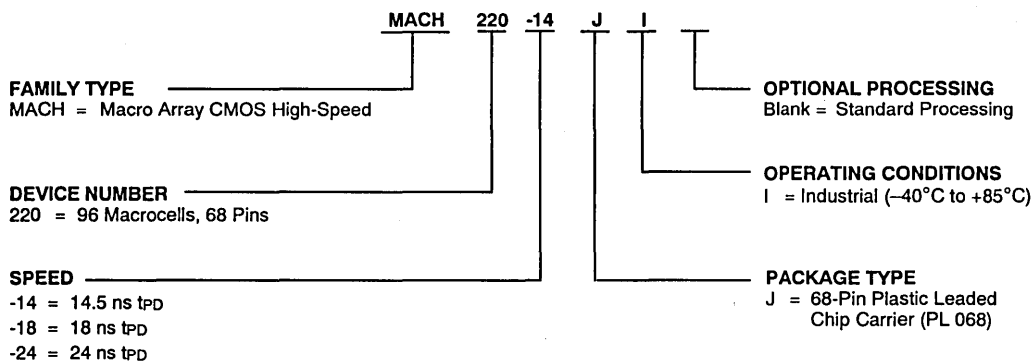 MACH 220 -14 J I
FAMILY TYPE
MACH = Macro Array CMOS High-Speed
DEVICE NUMBER
220 = 96 Macrocells, 68 Pins
SPEED
-14 = 14.5 ns tPD
-18 = 18 ns tPD
-24 = 24 ns tPD
OPTIONAL PROCESSING
Blank = Standard Processing
OPERATING CONDITIONS
I = Industrial (–40°C to +85°C)
PACKAGE TYPE
J = 68-Pin Plastic Leaded
Chip Carrier (PL 068)